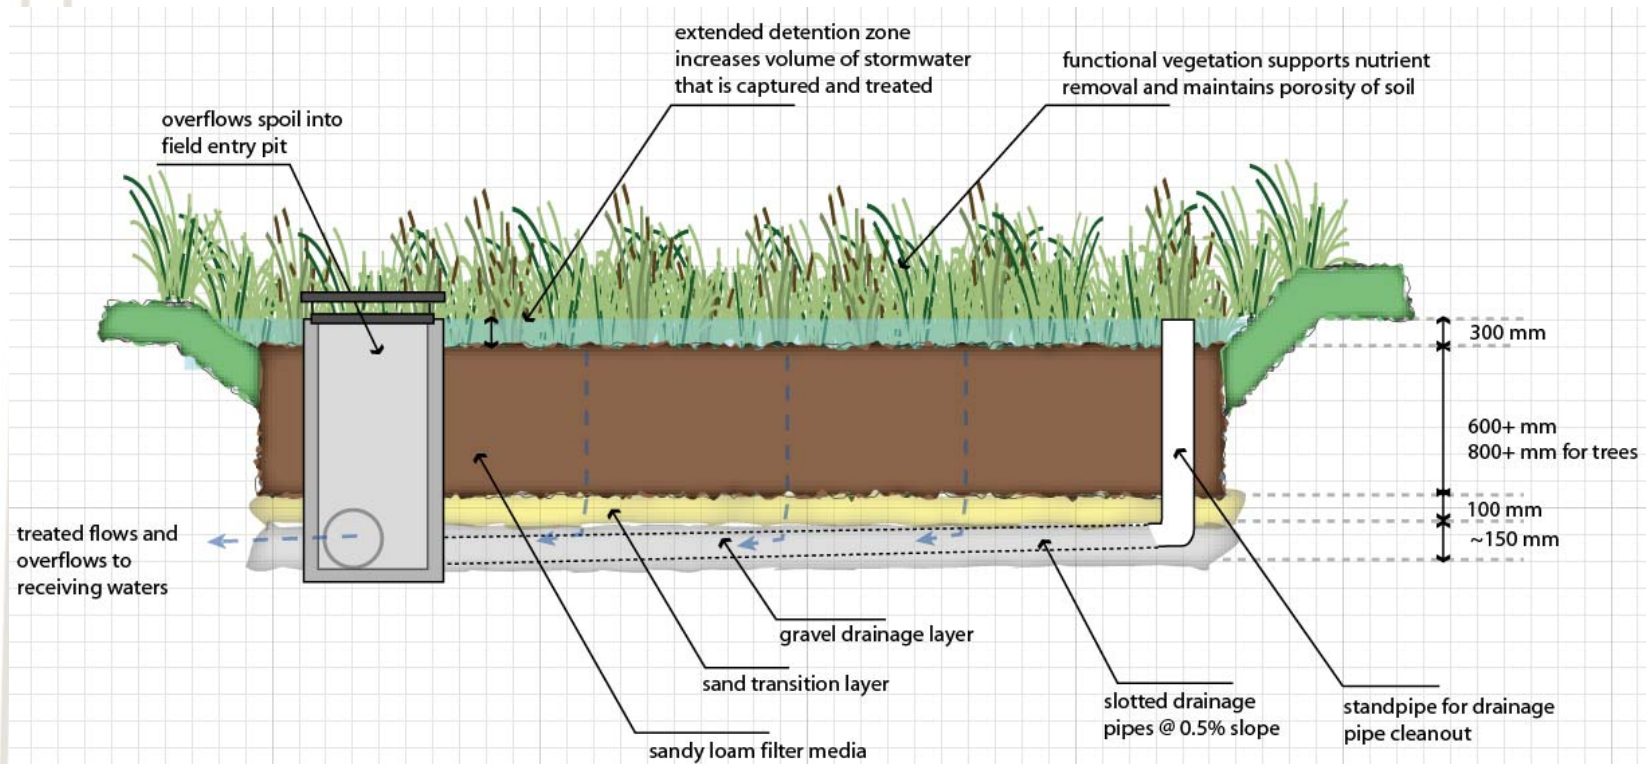 extended detention zone
increases volume of stormwater
that is captured and treated
functional vegetation supports nutrient
removal and maintains porosity of soil
overflows spoil into
field entry pit
300 mm
600+ mm
800+ mm for trees
100 mm
~150 mm
treated flows and
overflows to
receiving waters
gravel drainage layer
sand transition layer
sandy loam filter media
slotted drainage
pipes @ 0.5% slope
standpipe for drainage
pipe cleanout